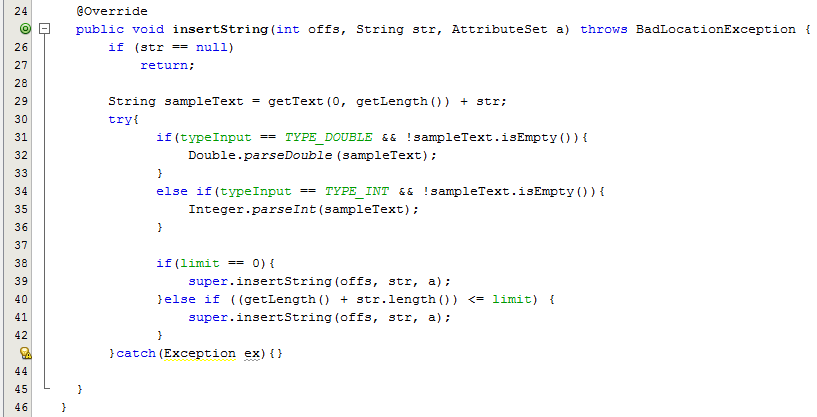 24 @Override
public void insertString(int offs, String str, AttributeSet a) throws BadLocationException {
26 if (str == null)
27 return;
28
29 String sampleText = getText(0, getLength()) + str;
30 try{
31 if(typeInput == TYPE_DOUBLE && !sampleText.isEmpty()){
32 Double.parseDouble(sampleText);
33 }
34 else if(typeInput == TYPE_INT && !sampleText.isEmpty()){
35 Integer.parseInt(sampleText);
36 }
37
38 if(limit == 0){
39 super.insertString(offs, str, a);
40 }else if ((getLength() + str.length()) <= limit) {
41 super.insertString(offs, str, a);
42 }
}catch(Exception ex){}
44
45 }
46 }